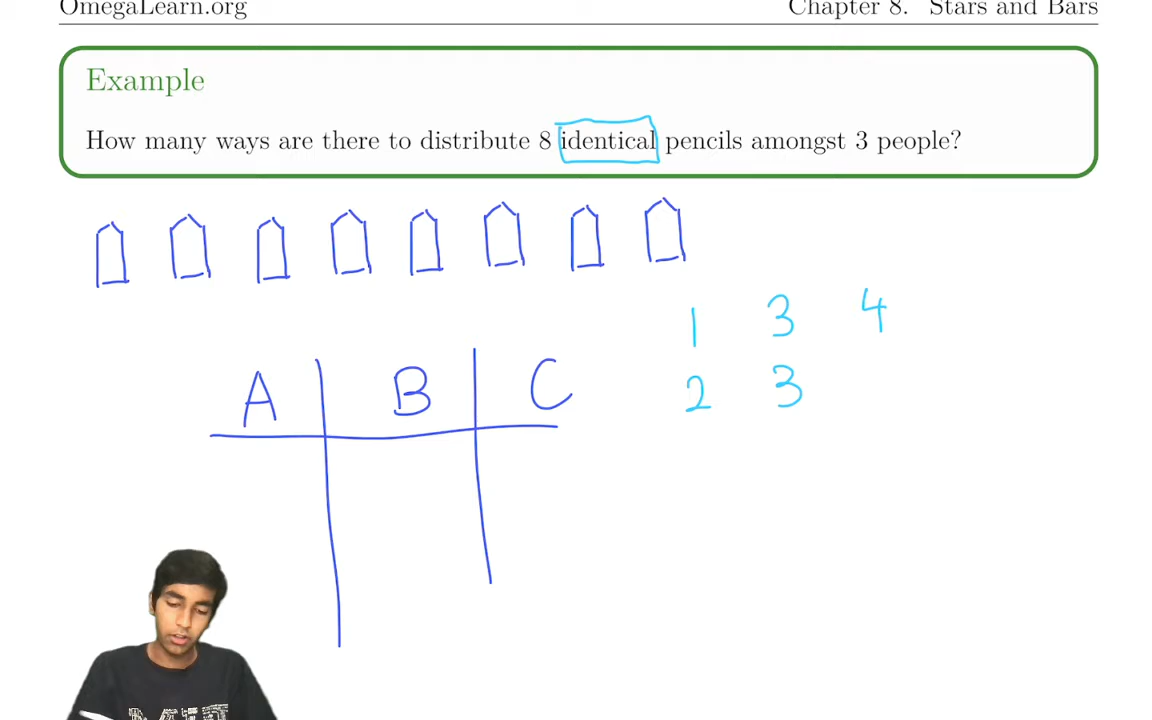 OmegaLearn.org
Chapter 8. Stars and Bars
Example
How many ways are there to distribute 8 identical pencils amongst 3 people?
1 3 4
A B C
2 3